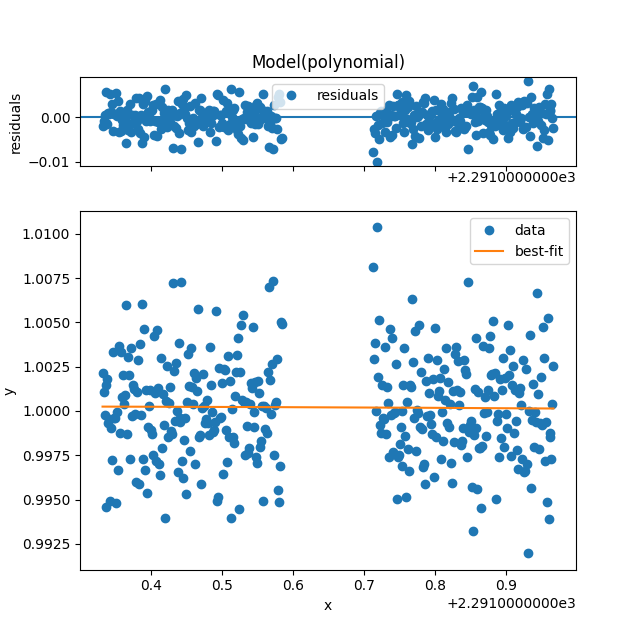 Model(polynomial)
residuals
0.00
−0.01
residuals
+2.2910000000e3
y
1.0100
1.0075
1.0050
1.0025
1.0000
0.9975
0.9950
0.9925
data
best-fit
0.4 0.5 0.6 0.7 0.8 0.9
x
+2.2910000000e3